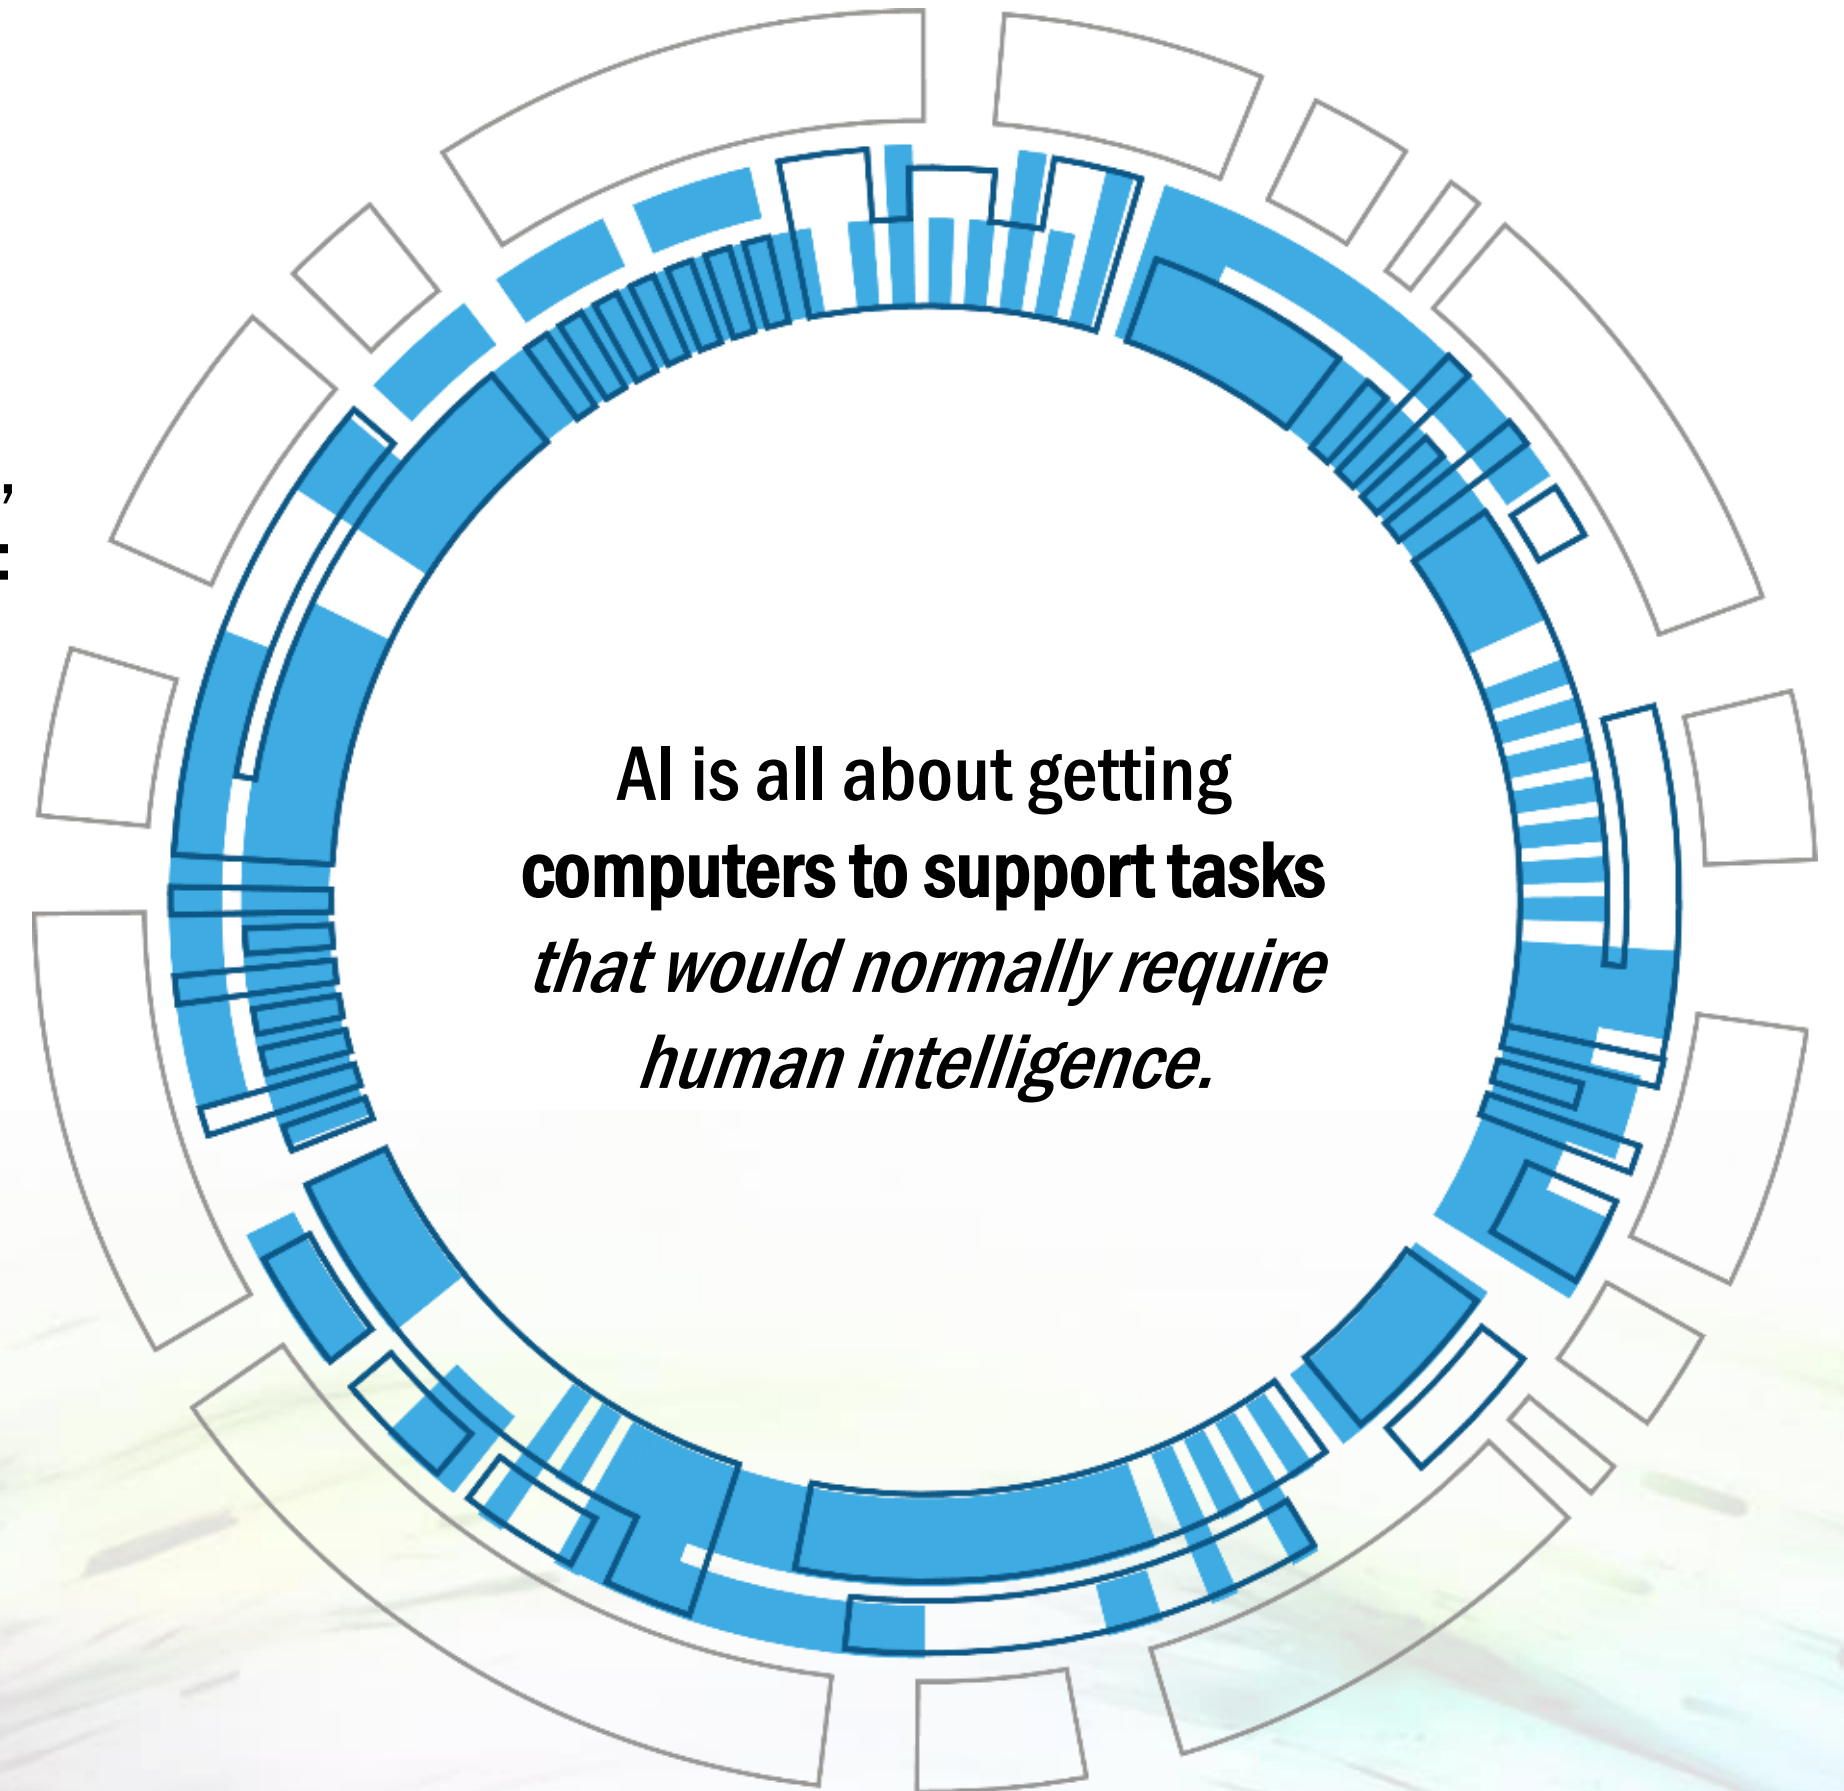 AI is all about getting
computers to support tasks
that would normally require
human intelligence.